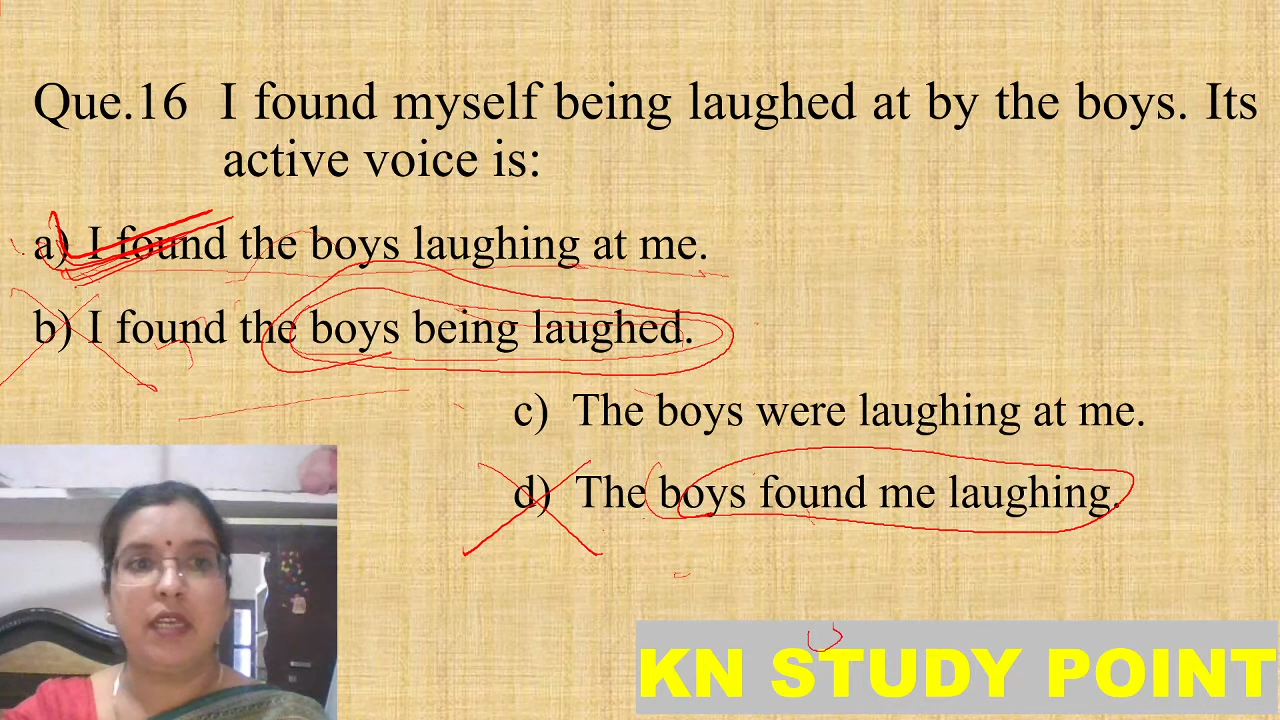 Que.16 I found myself being laughed at by the boys. Its
active voice is:
a) I found the boys laughing at me.
b) I found the boys being laughed.
c) The boys were laughing at me.
d) The boys found me laughing.
KN STUDY POINT